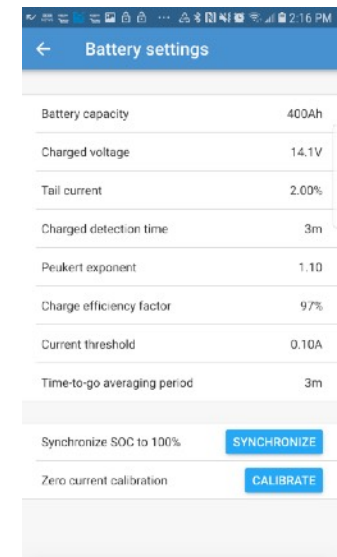 2:16 PM
Battery settings
Battery capacity 400Ah
Charged voltage 14.1V
Tail current 2.00%
Charged detection time 3m
Peukert exponent 1.10
Charge efficiency factor 97%
Current threshold 0.10A
Time-to-go averaging period 3m
Synchronize SOC to 100% SYNCHRONIZE
Zero current calibration CALIBRATE